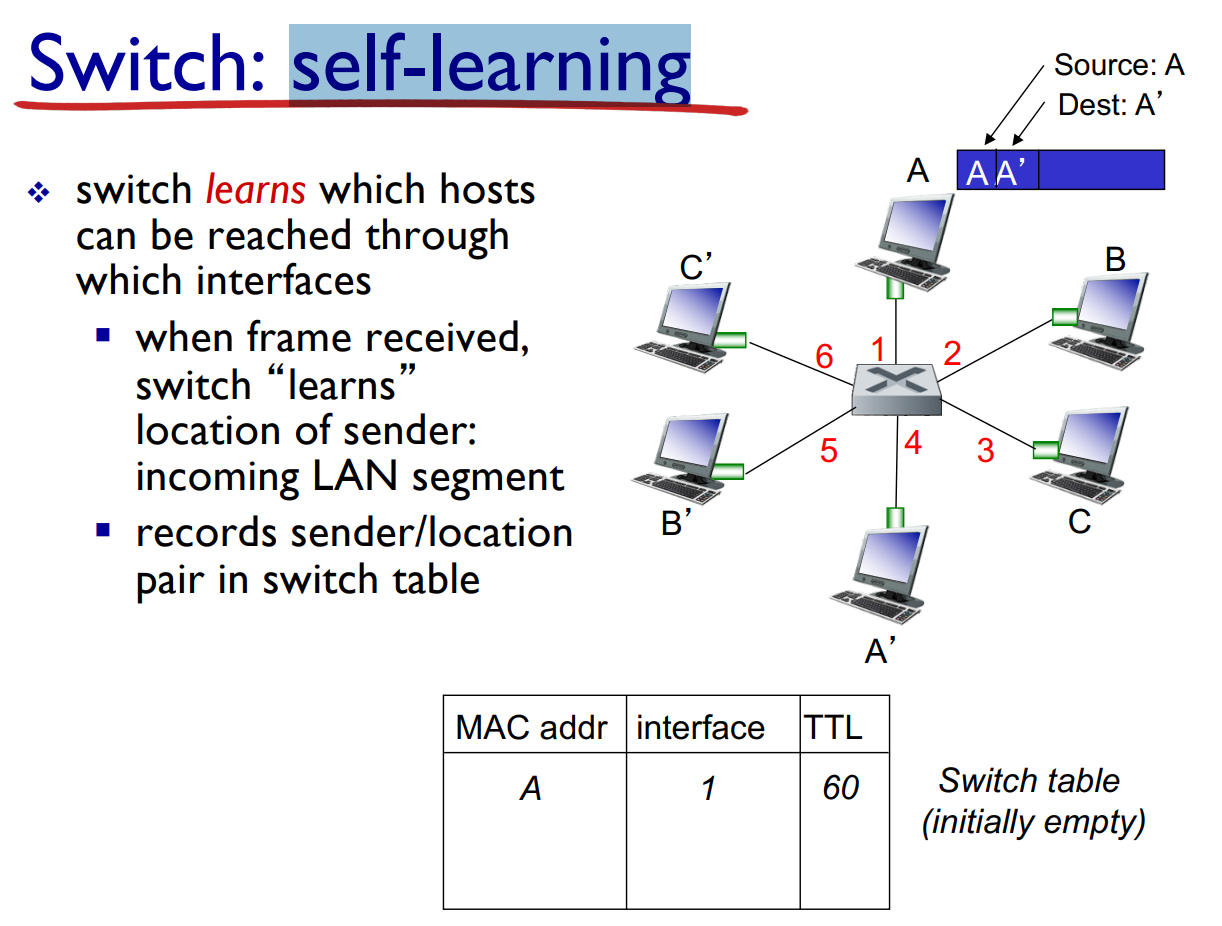 Switch: self-learning
Source: A
Dest: A’
A A’
❖ switch learns which hosts
can be reached through
which interfaces
▪ when frame received,
switch “learns”
location of sender:
incoming LAN segment
▪ records sender/location
pair in switch table
A
B
C’
6 1 2
5 4 3
B’
C
A’
MAC addr interface TTL
A 1 60
Switch table
(initially empty)